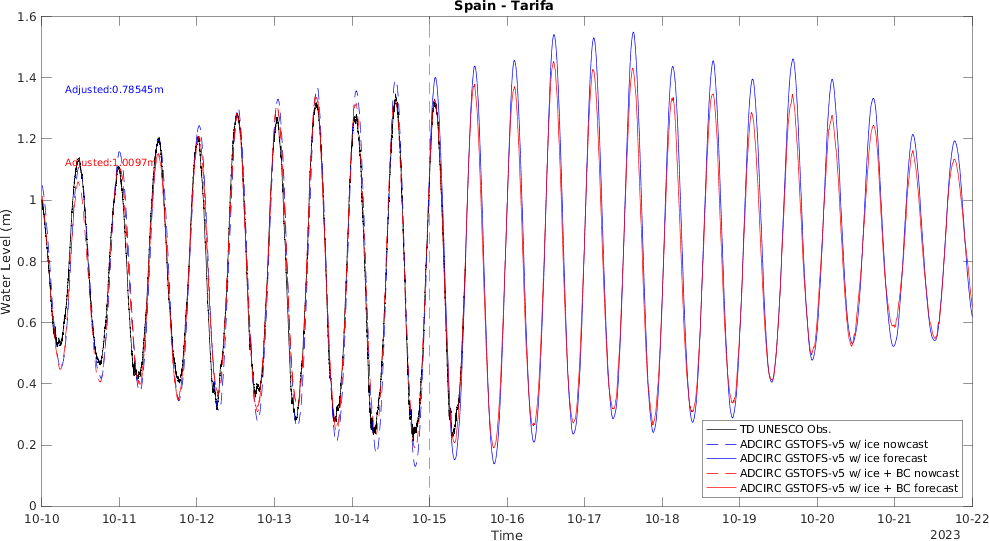 Spain - Tarifa
Water Level (m)
1.6
1.4
1.2
1
0.8
0.6
0.4
0.2
0
Adjusted:0.78545m
Adjusted:1.0097m
TD UNESCO Obs.
ADCIRC GSTOFS-v5 w/ ice nowcast
ADCIRC GSTOFS-v5 w/ ice forecast
ADCIRC GSTOFS-v5 w/ ice + BC nowcast
ADCIRC GSTOFS-v5 w/ ice + BC forecast
10-10 10-11 10-12 10-13 10-14 10-15 10-16 10-17 10-18 10-19 10-20 10-21 10-22
Time
2023